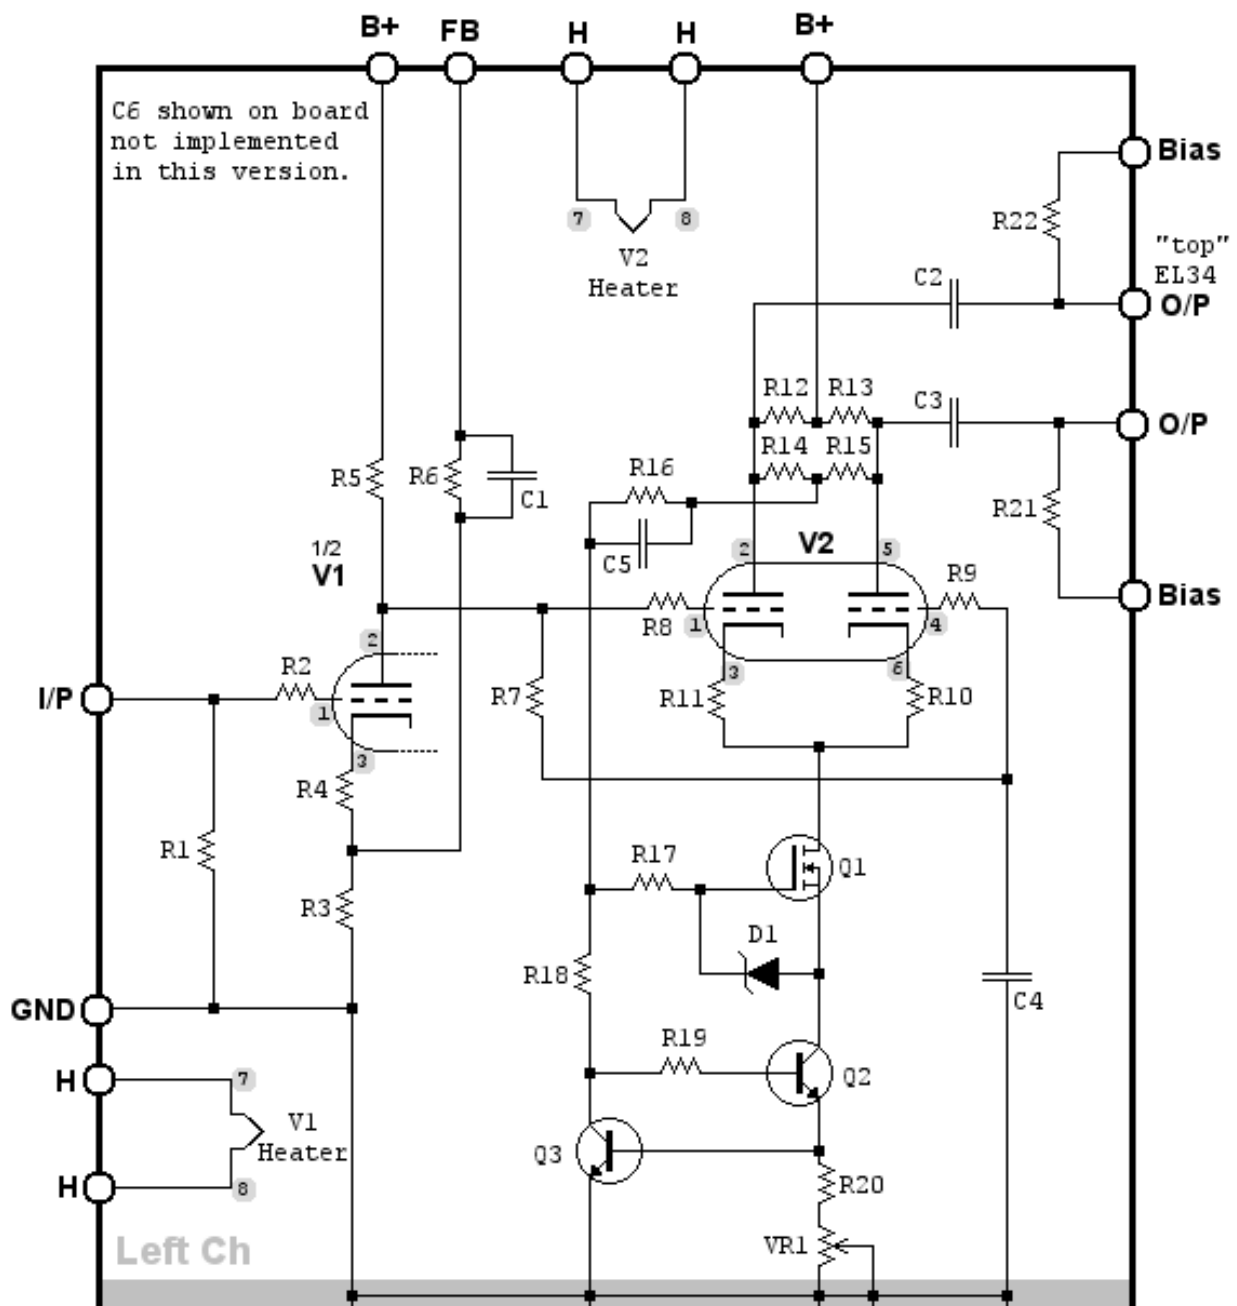 B+ FB H H B+
C6 shown on board
not implemented
in this version.
Bias
R22
"top"
EL34
7 8
V2
Heater
C2
O/P
R12 R13
C3
O/P
R14 R15
R16
R5
R6
C1
R21
1/2
V1
C5
2
V2
5
R9
Bias
R8
1
4
2
R2
I/P
1
R7
3
6
R11
R10
3
R4
R1
R17
Q1
R3
D1
R18
GND
C4
R19
Q2
H
7
V1
Heater
Q3
H
8
R20
VR1
Left Ch